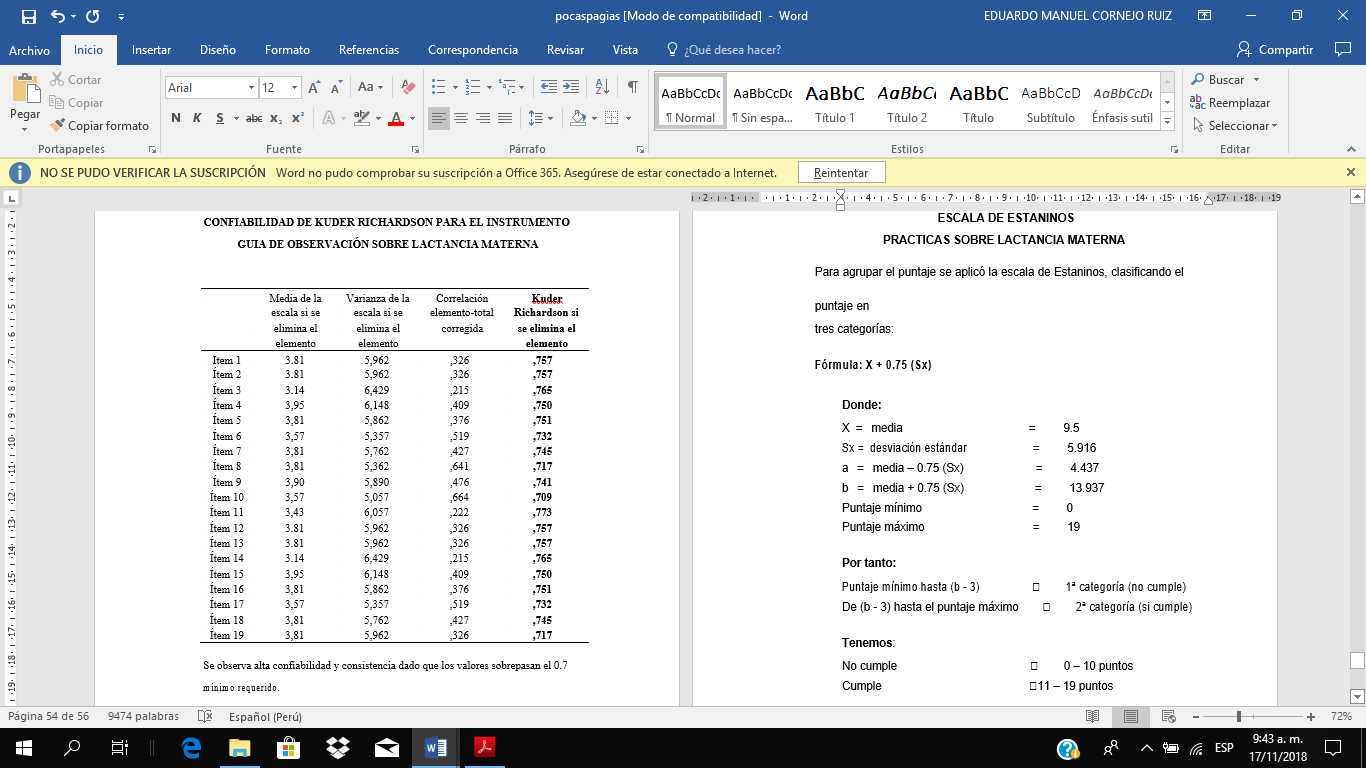 pocaspagias [Modo de compatibilidad] - Word
EDUARDO MANUEL CORNEJO RUIZ
Archivo Inicio Insertar Diseño Formato Referencias Correspondencia Revisar Vista ¿Qué desea hacer? Compartir
Pegar
Cortar
Copiar
Copiar formato
Portapapeles
Arial 12
N K S abc x₂ x²
Fuente
Párrafo
AaBbCcDc AaBbCcDc AaBbC AaBbCc AaBbC AaBbCcD AaBbCcDc
¶ Normal ¶ Sin espa... Título 1 Título 2 Título Subtítulo Énfasis sutil
Estilos
Buscar
Reemplazar
Seleccionar
Editar
NO SE PUDO VERIFICAR LA SUSCRIPCIÓN Word no pudo comprobar su suscripción a Office 365. Asegúrese de estar conectado a Internet. Reintentar
CONFIABILIDAD DE KUDER RICHARDSON PARA EL INSTRUMENTO
GUIA DE OBSERVACIÓN SOBRE LACTANCIA MATERNA
Media de la escala si se elimina el elemento
Varianza de la escala si se elimina el elemento
Correlación elemento-total corregida
Kuder Richardson si se elimina el elemento
Ítem 1 3.81 5,962 ,326 ,757
Ítem 2 3.81 5,962 ,326 ,757
Ítem 3 3.14 6,429 ,215 ,765
Ítem 4 3,95 6,148 ,409 ,750
Ítem 5 3,81 5,862 ,376 ,751
Ítem 6 3,57 5,357 ,519 ,732
Ítem 7 3,81 5,762 ,427 ,745
Ítem 8 3,81 5,362 ,641 ,717
Ítem 9 3,90 5,890 ,476 ,741
Ítem 10 3,57 5,057 ,664 ,709
Ítem 11 3,43 6,057 ,222 ,773
Ítem 12 3.81 5,962 ,326 ,757
Ítem 13 3.81 5,962 ,326 ,757
Ítem 14 3.14 6,429 ,215 ,765
Ítem 15 3,95 6,148 ,409 ,750
Ítem 16 3,81 5,862 ,376 ,751
Ítem 17 3,57 5,357 ,519 ,732
Ítem 18 3,81 5,762 ,427 ,745
Ítem 19 3,81 5,962 ,326 ,717
Se observa alta confiabilidad y consistencia dado que los valores sobrepasan el 0.7
mínimo requerido.
ESCALA DE ESTANINOS
PRACTICAS SOBRE LACTANCIA MATERNA
Para agrupar el puntaje se aplicó la escala de Estaninos, clasificando el
puntaje en
tres categorías:
Fórmula: X + 0.75 (Sx)
Donde:
X = media = 9.5
Sx = desviación estándar = 5.916
a = media – 0.75 (Sx) = 4.437
b = media + 0.75 (Sx) = 13.937
Puntaje mínimo = 0
Puntaje máximo = 19
Por tanto:
Puntaje mínimo hasta (b - 3) 1ª categoría (no cumple)
De (b - 3) hasta el puntaje máximo 2ª categoría (si cumple)
Tenemos:
No cumple 0 – 10 puntos
Cumple 11 – 19 puntos
Página 54 de 56 9474 palabras Español (Perú) 72%
ESP
9:43 a. m.
17/11/2018